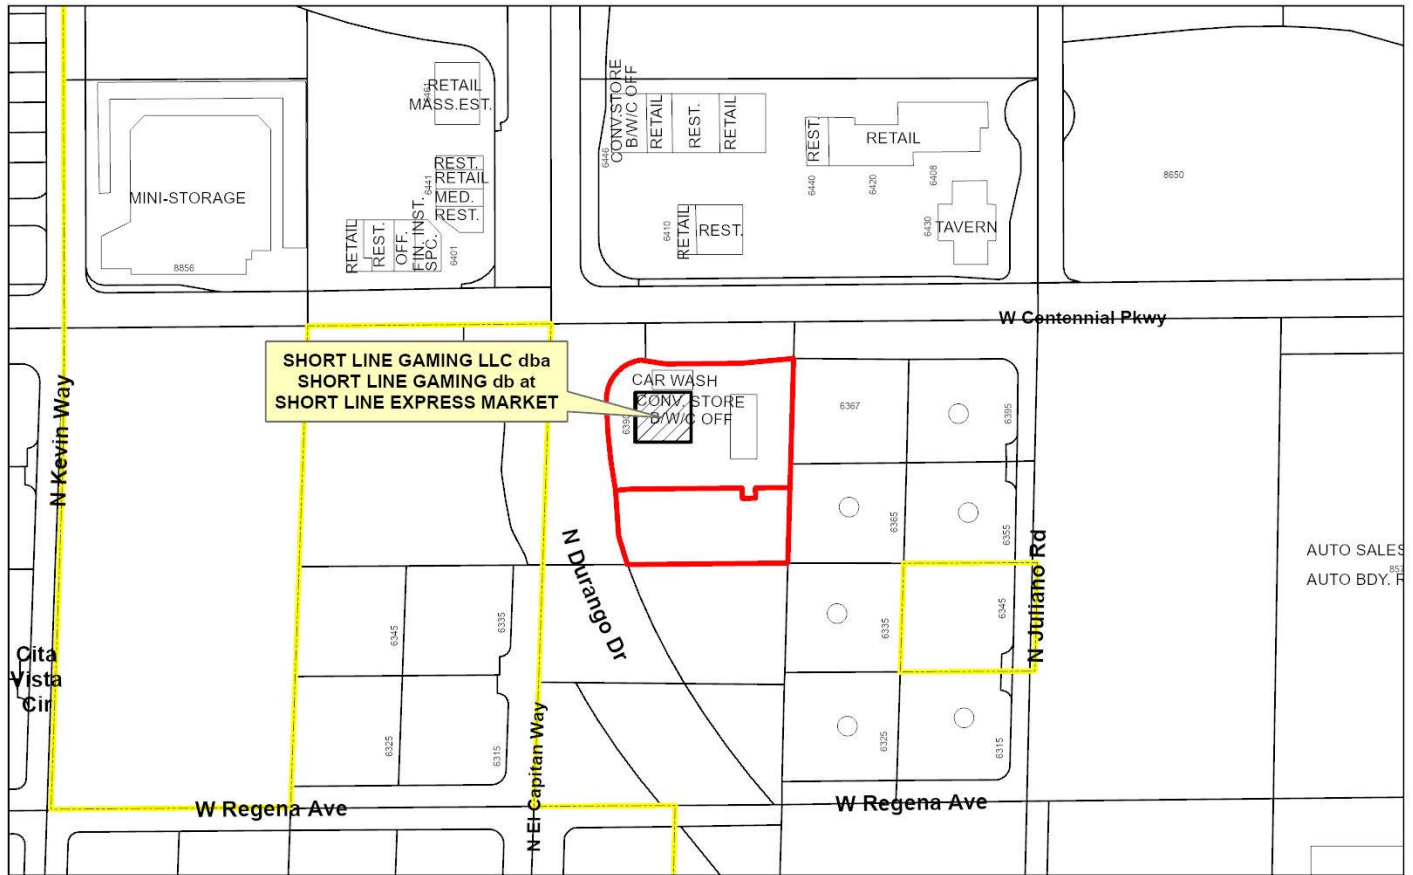 RETAIL
MASS.EST.
6461
REST.
RETAIL
MED.
REST.
6441
RETAIL
REST.
OFF.
FIN. INST.
SPC.
6401
MINI-STORAGE
8856
CONV.STORE
B/W/C OFF
RETAIL
REST.
RETAIL
6446
REST.
RETAIL
6440
6420
6408
RETAIL
REST.
6410
TAVERN
6430
8650
W Centennial Pkwy
SHORT LINE GAMING LLC dba
SHORT LINE GAMING db at
SHORT LINE EXPRESS MARKET
CAR WASH
CONV. STORE
B/W/C OFF
6390
6367
6395
6365
6355
N Kevin Way
N Durango Dr
N Juliano Rd
AUTO SALES
AUTO BDY. R
6345
6335
6335
6345
Cita
Vista
Cir
6325
6315
6325
6315
N El Capitan Way
W Regena Ave
W Regena Ave